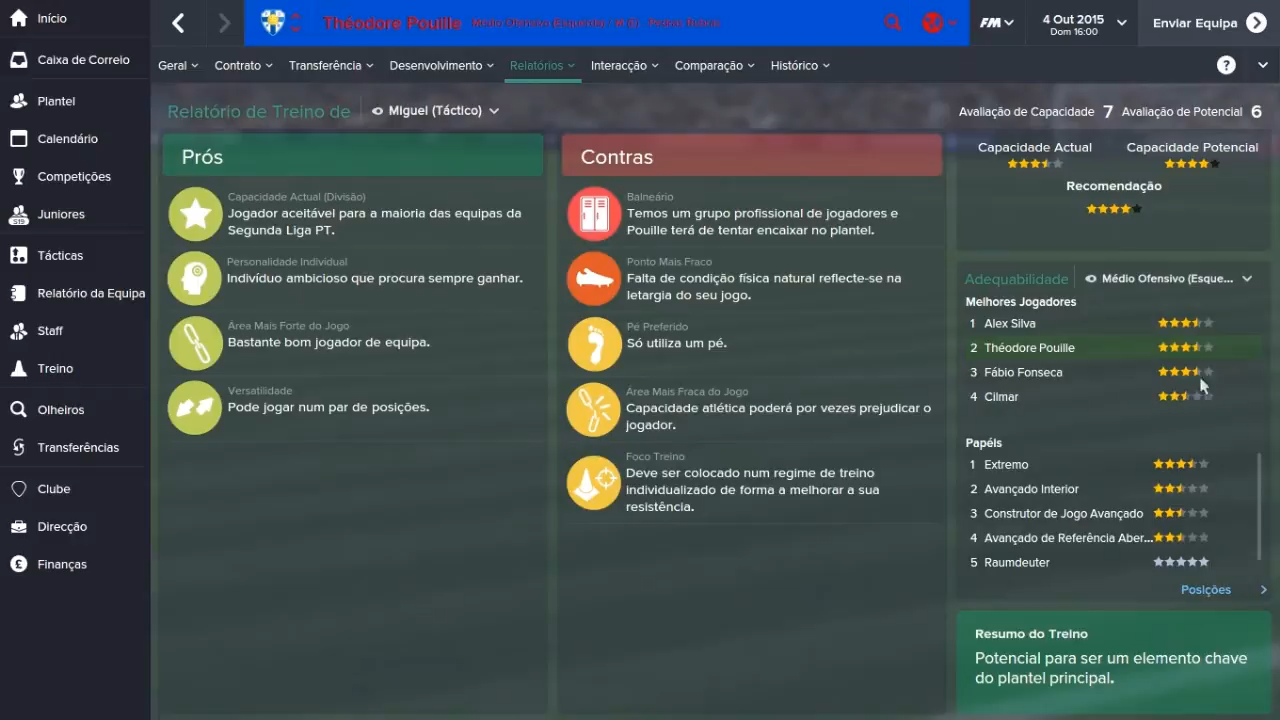 Início
Caixa de Correio
Plantel
Calendário
Competições
S19
Juniores
Tácticas
Relatório da Equipa
Staff
Treino
Olheiros
Transferências
Clube
Direcção
Finanças
Théodore Pouille
FM
4 Out 2015
Dom 16:00
Enviar Equipa
Geral
Contrato
Transferência
Desenvolvimento
Relatórios
Interacção
Comparação
Histórico
?
Relatório de Treino de
Miguel (Táctico)
Avaliação de Capacidade 7 Avaliação de Potencial 6
Prós
Capacidade Actual (Divisão)
Jogador aceitável para a maioria das equipas da
Segunda Liga PT.
Personalidade Individual
Indivíduo ambicioso que procura sempre ganhar.
Área Mais Forte do Jogo
Bastante bom jogador de equipa.
Versatilidade
Pode jogar num par de posições.
Contras
Balneário
Temos um grupo profissional de jogadores e
Pouille terá de tentar encaixar no plantel.
Ponto Mais Fraco
Falta de condição física natural reflecte-se na
letargia do seu jogo.
Pé Preferido
Só utiliza um pé.
Área Mais Fraca do Jogo
Capacidade atlética poderá por vezes prejudicar o
jogador.
Foco Treino
Deve ser colocado num regime de treino
individualizado de forma a melhorar a sua
resistência.
Capacidade Actual
Capacidade Potencial
Recomendação
Adequabilidade
Médio Ofensivo (Esque...
Melhores Jogadores
1 Alex Silva
2 Théodore Pouille
3 Fábio Fonseca
4 Cilmar
Papéis
1 Extremo
2 Avançado Interior
3 Construtor de Jogo Avançado
4 Avançado de Referência Aber...
5 Raumdeuter
Posições
Resumo do Treino
Potencial para ser um elemento chave
do plantel principal.